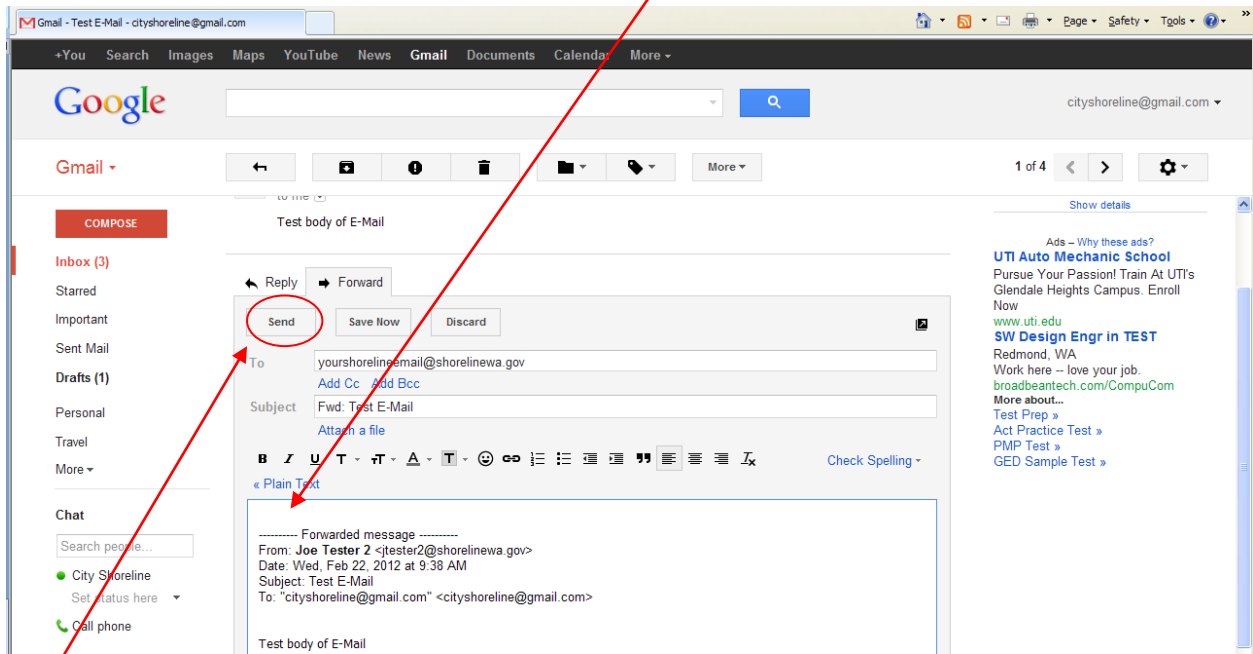 Gmail - Test E-Mail - cityshoreline@gmail.com
Page Safety Tools
+You Search Images Maps YouTube News Gmail Documents Calendar More
Google
cityshoreline@gmail.com
Gmail
More
1 of 4
COMPOSE
Inbox (3)
Starred
Important
Sent Mail
Drafts (1)
Personal
Travel
More
Chat
Search people...
City Shoreline
Set status here
Call phone
to me
Test body of E-Mail
Reply Forward
Send Save Now Discard
To yourshorelineemail@shorelinewa.gov
Add Cc Add Bcc
Subject Fwd: Test E-Mail
Attach a file
B I U T T A T Check Spelling
« Plain Text
---------- Forwarded message ----------
From: Joe Tester 2 <jtester2@shorelinewa.gov>
Date: Wed, Feb 22, 2012 at 9:38 AM
Subject: Test E-Mail
To: "cityshoreline@gmail.com" <cityshoreline@gmail.com>
Test body of E-Mail
Show details
Ads – Why these ads?
UTI Auto Mechanic School
Pursue Your Passion! Train At UTI's
Glendale Heights Campus. Enroll
Now
www.uti.edu
SW Design Engr in TEST
Redmond, WA
Work here -- love your job.
broadbeantech.com/CompuCom
More about...
Test Prep »
Act Practice Test »
PMP Test »
GED Sample Test »